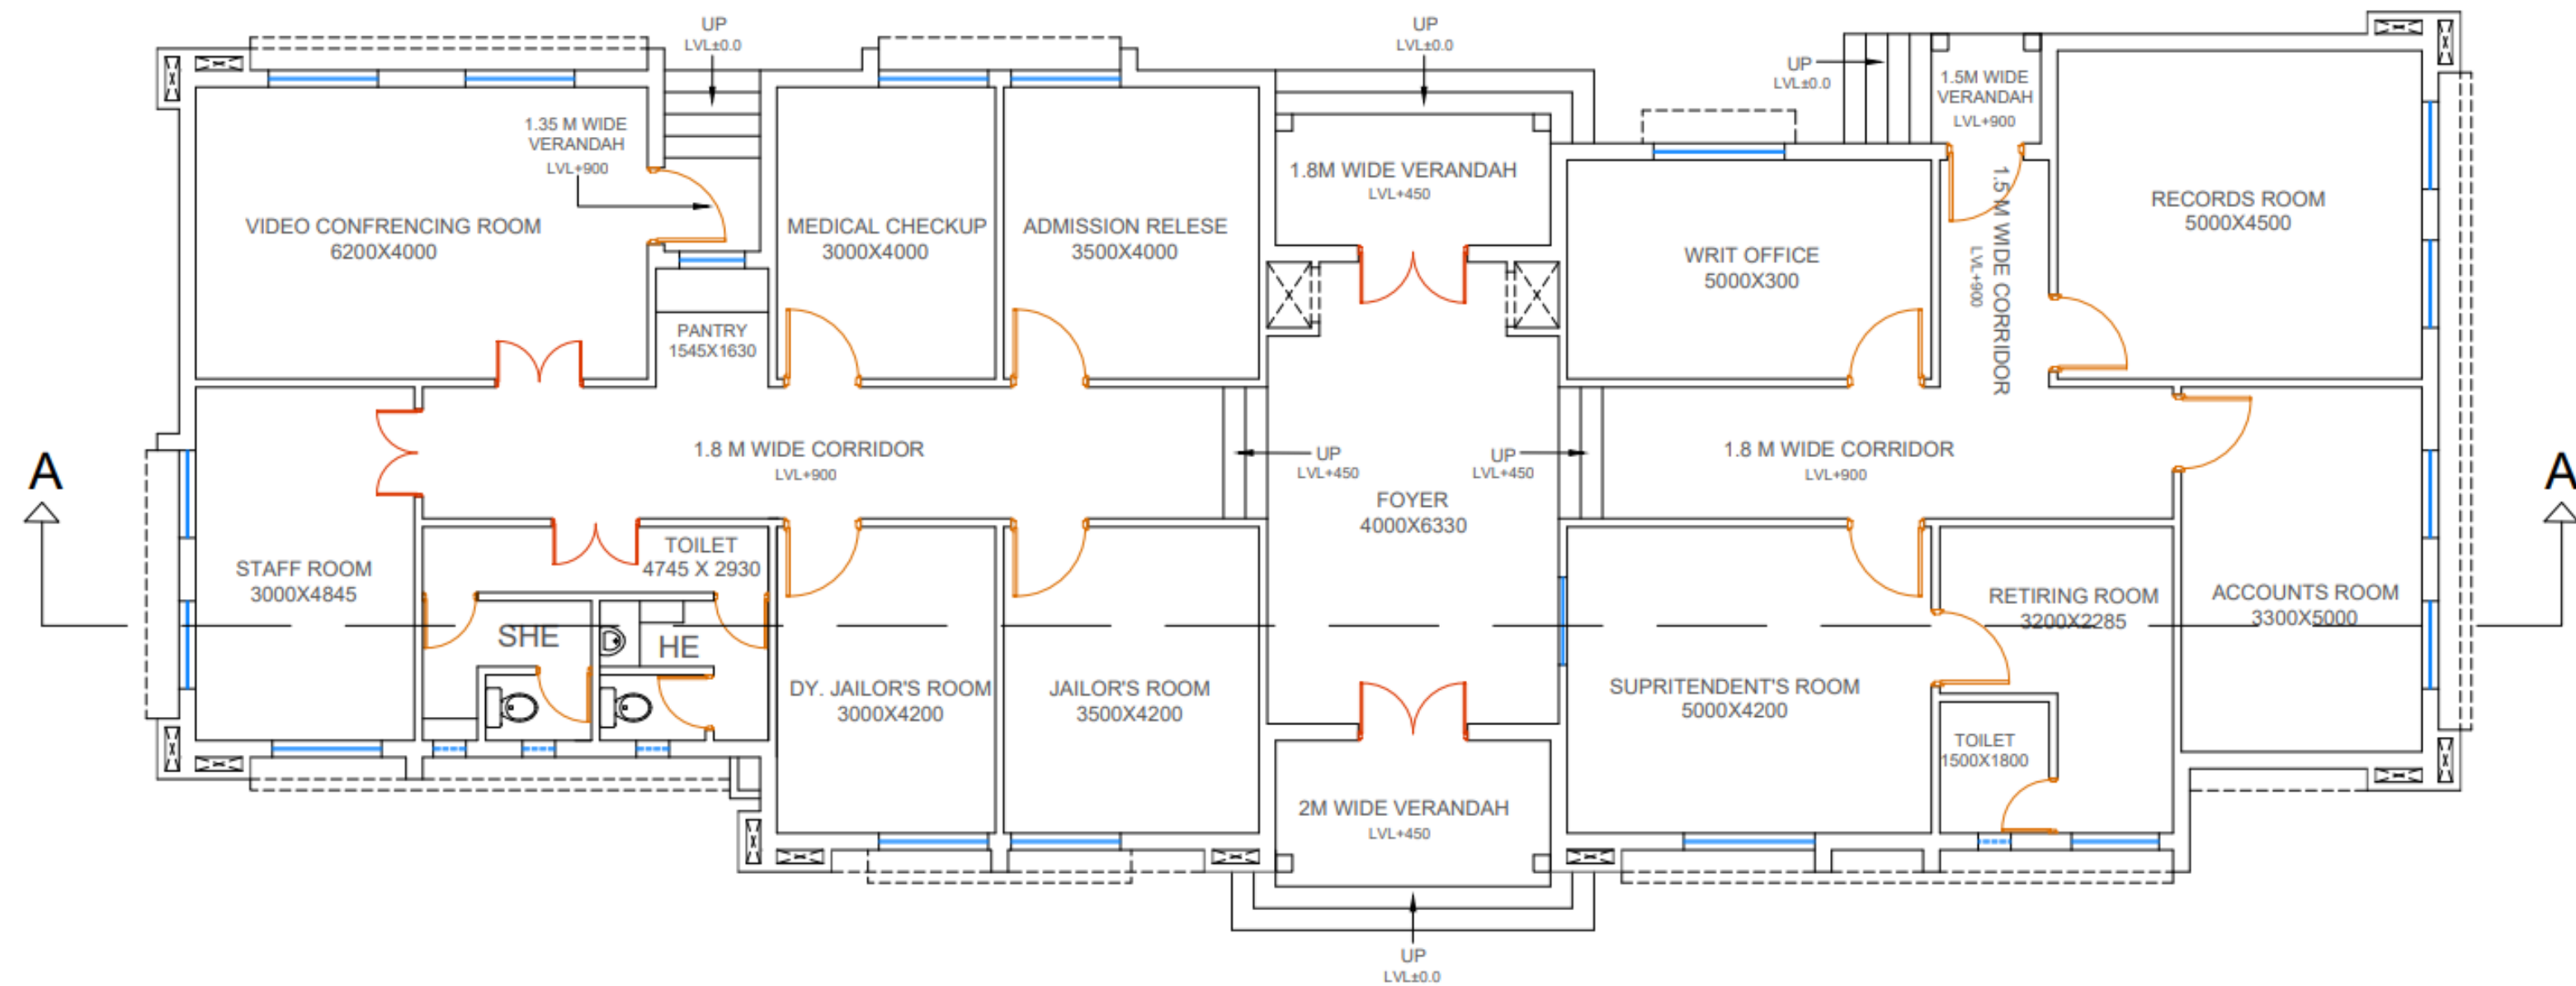 UP
LVL±0.0
UP
LVL±0.0
UP
LVL±0.0
1.5M WIDE
VERANDAH
LVL+900
1.35 M WIDE
VERANDAH
LVL+900
VIDEO CONFRENCING ROOM
6200X4000
MEDICAL CHECKUP
3000X4000
ADMISSION RELESE
3500X4000
1.8M WIDE VERANDAH
LVL+450
WRIT OFFICE
5000X300
1.5 M WIDE CORRIDOR
LVL+900
RECORDS ROOM
5000X4500
PANTRY
1545X1630
A
1.8 M WIDE CORRIDOR
LVL+900
UP
LVL+450
UP
LVL+450
FOYER
4000X6330
1.8 M WIDE CORRIDOR
LVL+900
A
STAFF ROOM
3000X4845
TOILET
4745 X 2930
SHE
HE
DY. JAILOR'S ROOM
3000X4200
JAILOR'S ROOM
3500X4200
SUPRITENDENT'S ROOM
5000X4200
RETIRING ROOM
3200X2285
ACCOUNTS ROOM
3300X5000
TOILET
1500X1800
2M WIDE VERANDAH
LVL+450
UP
LVL±0.0